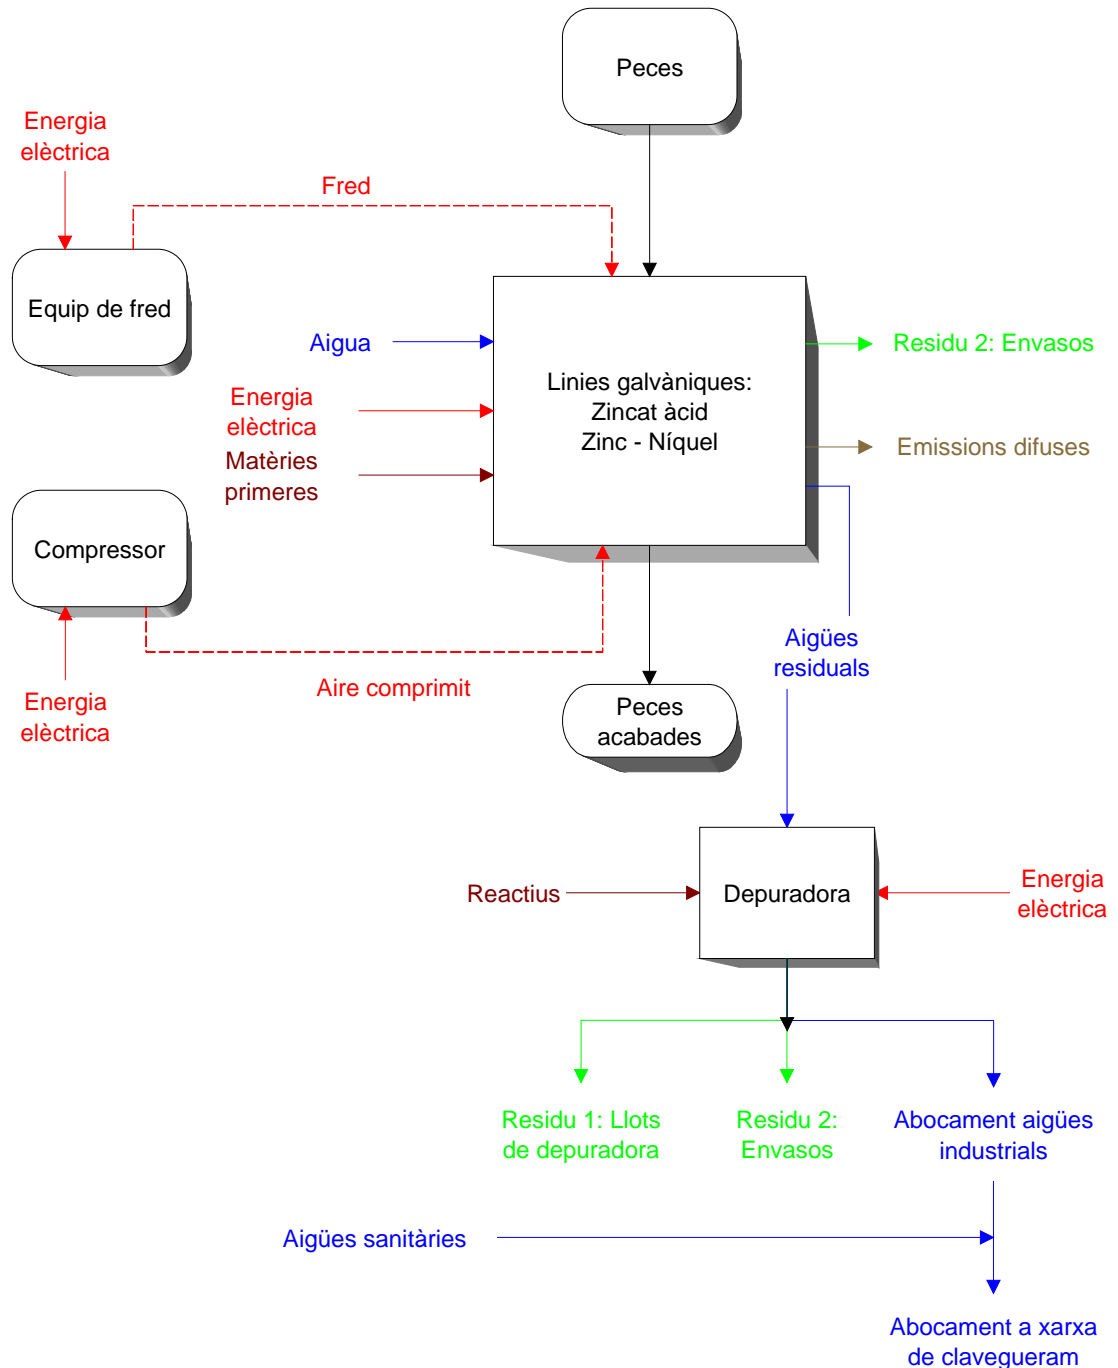 Peces
Energia
elèctrica
Fred
Equip de fred
Aigua
Energia
elèctrica
Matèries
primeres
Linies galvàniques:
Zincat àcid
Zinc - Níquel
Residu 2: Envasos
Emissions difuses
Compressor
Energia
elèctrica
Aire comprimit
Aigües
residuals
Peces
acabades
Reactius
Depuradora
Energia
elèctrica
Residu 1: Llots
de depuradora
Residu 2:
Envasos
Abocament aigües
industrials
Aigües sanitàries
Abocament a xarxa
de clavegueram